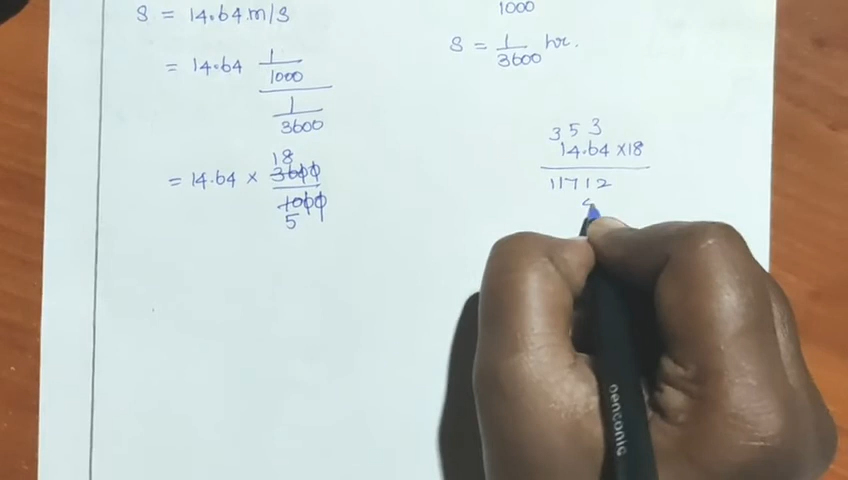 S = 14.64 m/s
= 14.64 1/1000 / 1/3600
= 14.64 × 3600/1000
18
5
1000
S = 1/3600 hr.
3 5 3
14.64 ×18
11712
penconic